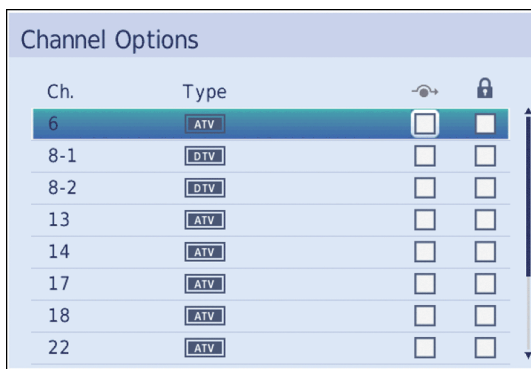 Channel Options
Ch. Type
6 ATV
8-1 DTV
8-2 DTV
13 ATV
14 ATV
17 ATV
18 ATV
22 ATV